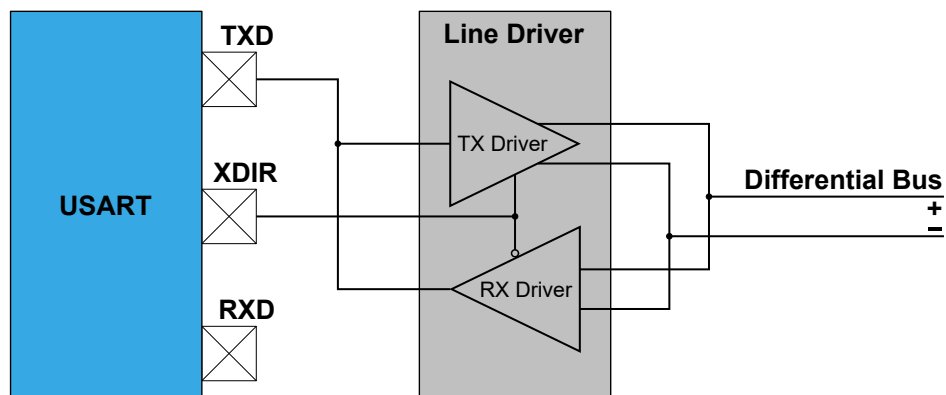 TXD
Line Driver
TX Driver
XDIR
USART
Differential Bus
+
−
RX Driver
RXD